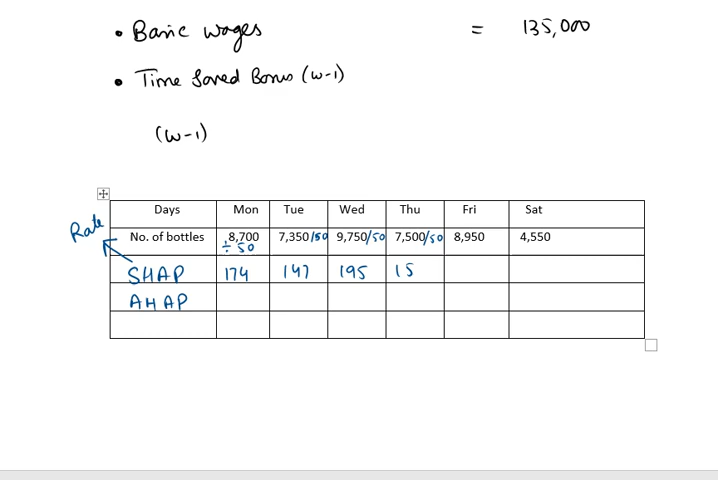 • Basic wages = 135,000
• Time Saved Bonus (W-1)
(W-1)
Rate
Days Mon Tue Wed Thu Fri Sat
No. of bottles 8,700 7,350/50 9,750/50 7,500/50 8,950 4,550
÷ 50
SHAP 174 147 195 15
AHAP